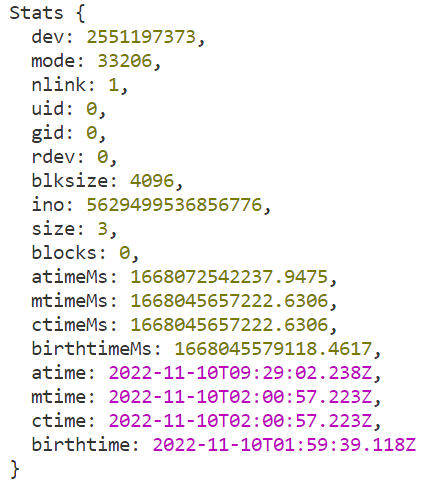 Stats {
  dev: 2551197373,
  mode: 33206,
  nlink: 1,
  uid: 0,
  gid: 0,
  rdev: 0,
  blksize: 4096,
  ino: 5629499536856776,
  size: 3,
  blocks: 0,
  atimeMs: 1668072542237.9475,
  mtimeMs: 1668045657222.6306,
  ctimeMs: 1668045657222.6306,
  birthtimeMs: 1668045579118.4617,
  atime: 2022-11-10T09:29:02.238Z,
  mtime: 2022-11-10T02:00:57.223Z,
  ctime: 2022-11-10T02:00:57.223Z,
  birthtime: 2022-11-10T01:59:39.118Z
}